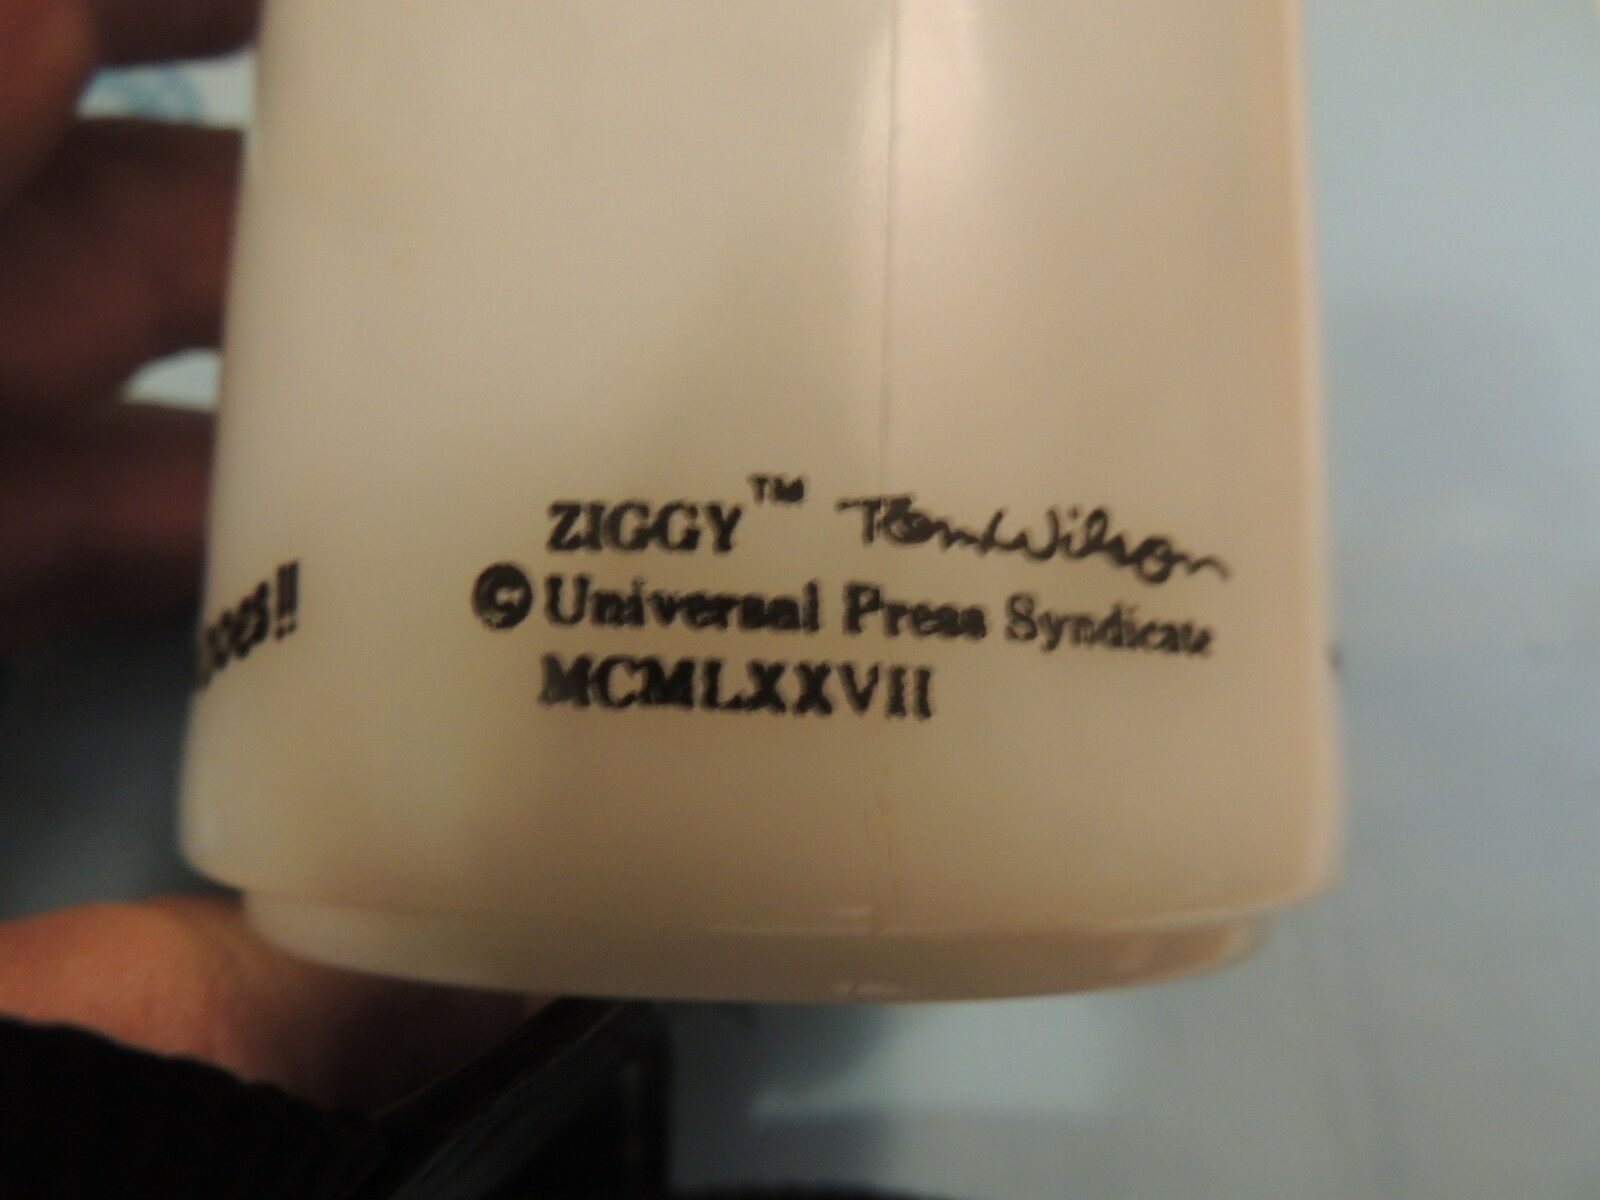 ZIGGY™ Tom Wilson
© Universal Press Syndicate
MCMLXXVII